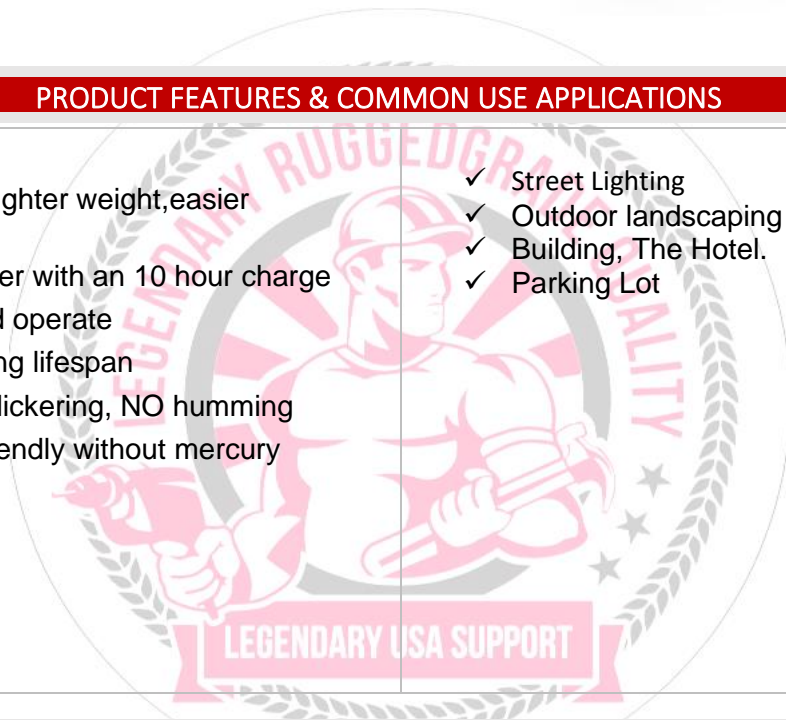 PRODUCT FEATURES & COMMON USE APPLICATIONS
LEGENDARY RUGGEDGRADE QUALITY
ghter weight,easier
er with an 10 hour charge
d operate
ng lifespan
lickering, NO humming
endly without mercury
✓ Street Lighting
✓ Outdoor landscaping
✓ Building, The Hotel.
✓ Parking Lot
LEGENDARY USA SUPPORT